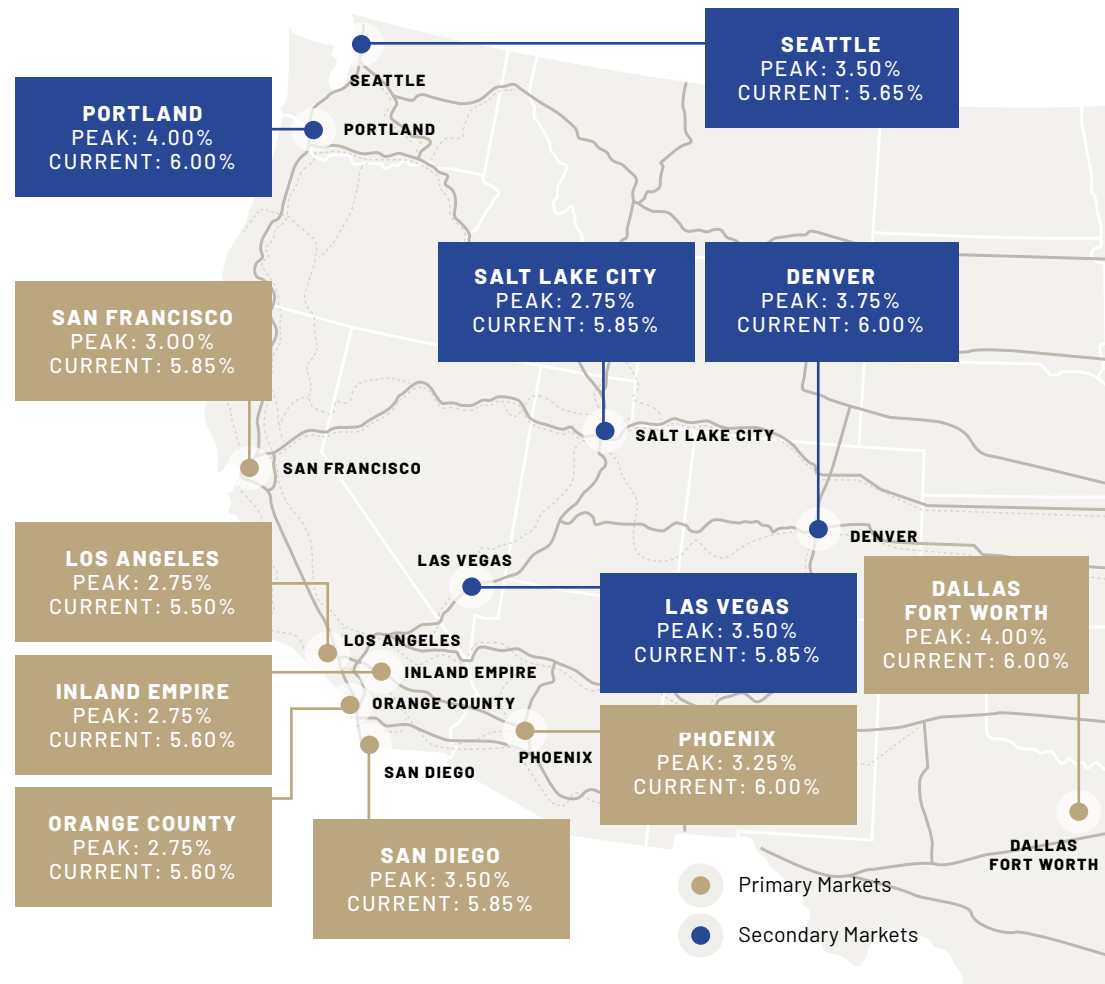 SEATTLE
PEAK: 3.50%
CURRENT: 5.65%
SEATTLE
PORTLAND
PEAK: 4.00%
CURRENT: 6.00%
PORTLAND
SALT LAKE CITY
PEAK: 2.75%
CURRENT: 5.85%
DENVER
PEAK: 3.75%
CURRENT: 6.00%
SAN FRANCISCO
PEAK: 3.00%
CURRENT: 5.85%
SALT LAKE CITY
SAN FRANCISCO
DENVER
LOS ANGELES
PEAK: 2.75%
CURRENT: 5.50%
LAS VEGAS
LAS VEGAS
PEAK: 3.50%
CURRENT: 5.85%
DALLAS
FORT WORTH
PEAK: 4.00%
CURRENT: 6.00%
LOS ANGELES
INLAND EMPIRE
INLAND EMPIRE
PEAK: 2.75%
CURRENT: 5.60%
ORANGE COUNTY
PHOENIX
PEAK: 3.25%
CURRENT: 6.00%
PHOENIX
SAN DIEGO
ORANGE COUNTY
PEAK: 2.75%
CURRENT: 5.60%
SAN DIEGO
PEAK: 3.50%
CURRENT: 5.85%
DALLAS
FORT WORTH
Primary Markets
Secondary Markets